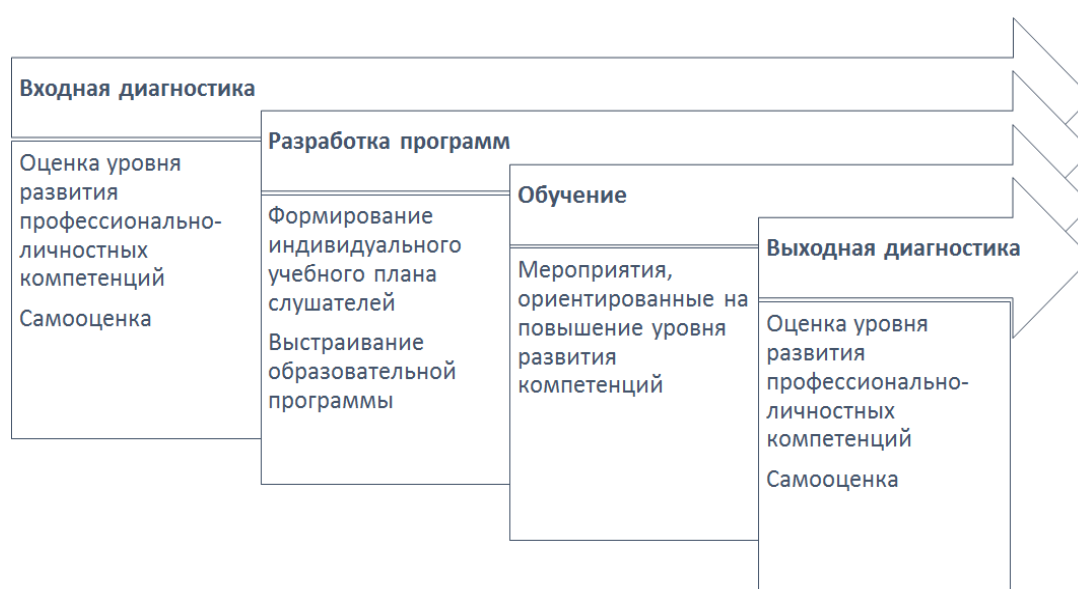 Входная диагностика
Оценка уровня
развития
профессионально-
личностных
компетенций
Самооценка
Разработка программ
Формирование
индивидуального
учебного плана
слушателей
Выстраивание
образовательной
программы
Обучение
Мероприятия,
ориентированные на
повышение уровня
развития
компетенций
Выходная диагностика
Оценка уровня
развития
профессионально-
личностных
компетенций
Самооценка